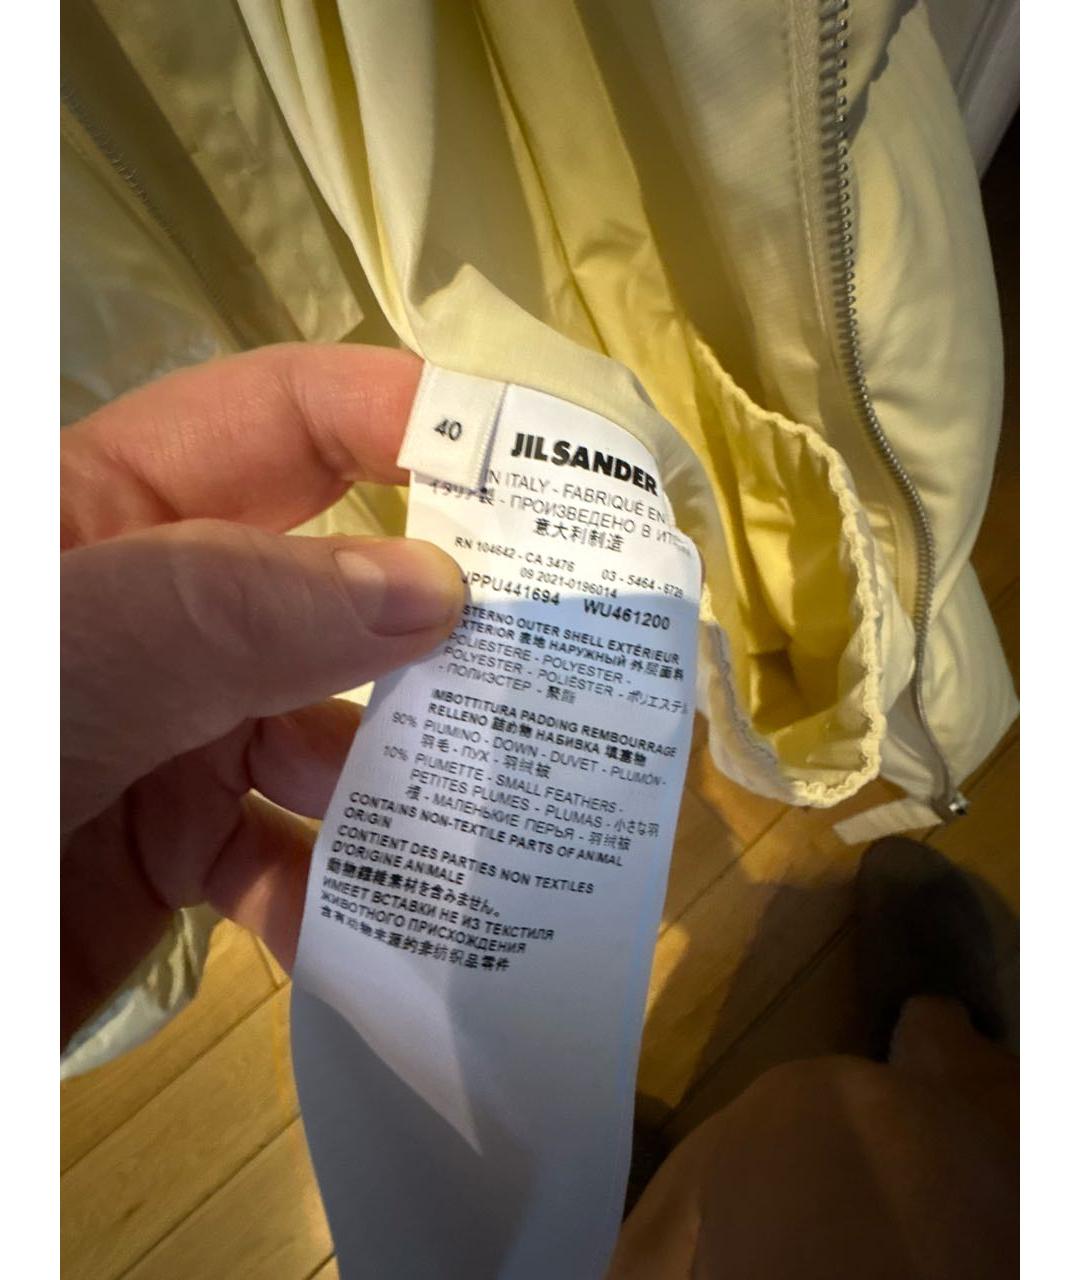 40
JIL SANDER
N ITALY - FABRIQUÉ EN
イタリア製 - ПРОИЗВЕДЕНО В ИТ
意大利制造
RN 104642 - CA 3476 03 - 5464 - 6728
09 2021-0196014
PPU441694 WU461200
STERNO OUTER SHELL EXTÉRIEUR
EXTERIOR 表地 НАРУЖНЫЙ 外层面料
POLIESTERE - POLYESTER -
POLYESTER - POLIÉSTER - ポリエステル
- ПОЛИЭСТЕР - 聚酯
IMBOTTITURA PADDING REMBOURRAGE
RELLENO 詰め物 НАБИВКА 填塞物
90% PIUMINO - DOWN - DUVET - PLUMÓN -
羽毛 - ПУХ - 羽绒被
10% PIUMETTE - SMALL FEATHERS -
PETITES PLUMES - PLUMAS - 小さな羽
- МАЛЕНЬКИЕ ПЕРЬЯ - 羽绒被
CONTAINS NON-TEXTILE PARTS OF ANIMAL
ORIGIN
CONTIENT DES PARTIES NON TEXTILES
D'ORIGINE ANIMALE
動物繊維素材を含みません。
ИМЕЕТ ВСТАВКИ НЕ ИЗ ТЕКСТИЛЯ
ЖИВОТНОГО ПРИСХОЖДЕНИЯ
含有动物来源的非纺织品零件